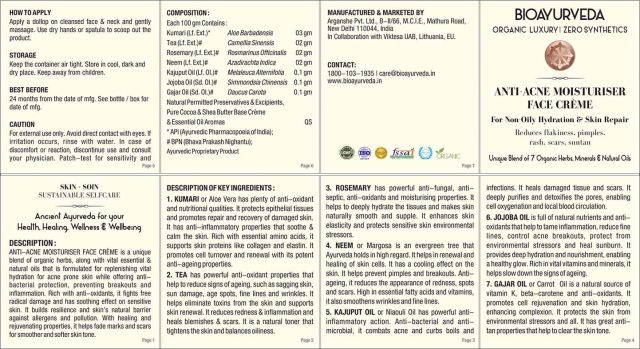 HOW TO APPLY
Apply a dollop on cleansed face & neck and gently
massage. Use dry hands or spatula to scoop out the
product.
STORAGE
Keep the container air tight. Store in cool, dark and
dry place. Keep away from children.
BEST BEFORE
24 months from the date of mfg. See bottle / box for
date of mfg.
CAUTION
For external use only. Avoid direct contact with eyes. If
irritation occurs, rinse with water. In case of
discomfort or reaction, discontinue use and consult
your physician. Patch-test for sensitivity and
Page 5
COMPOSITION :
Each 100 gm Contains :
Kumari (Lf. Ext.)* Aloe Barbadensis 03 gm
Tea (Lf. Ext.)# Camellia Sinensis 02 gm
Rosemary (Lf. Ext.)# Rosmarinus Officinalis 02 gm
Neem (Lf. Ext.)# Azadirachta Indica 02 gm
Kajuput Oil (Lf. Ol.)# Melaleuca Alternifolia 0.1 gm
Jojoba Oil (Sd. Ol.)# Simmondsia Chinensis 0.1 gm
Gajar Oil (Sd. Ol.)# Daucus Carota 0.1 gm
Natural Permitted Preservatives & Excipients,
Pure Cocoa & Shea Butter Base Crème
& Essential Oil Aromas QS
* API (Ayurvedic Pharmacopoeia of India);
# BPN (Bhava Prakash Nighantu);
Ayurvedic Proprietory Product
Page 6
MANUFACTURED & MARKETED BY
Arganshe Pvt. Ltd., B-II/66, M.C.I.E., Mathura Road,
New Delhi 110044, India
In Collaboration with Viktesa UAB, Lithuania, EU.
CONTACT:
1800-103-1935 | care@bioayurveda.in
www.bioayurveda.in
GMP
ISO
fssai
ORGANIC
Page 7
BIOAYURVEDA
ORGANIC LUXURY | ZERO SYNTHETICS
ANTI-ACNE MOISTURISER
FACE CRÈME
For Non Oily Hydration & Skin Repair
Reduces flakiness, pimples,
rash, scars, suntan
Unique Blend of 7 Organic Herbs, Minerals & Natural Oils
SKIN + SOIN
SUSTAINABLE SELFCARE
Ancient Ayurveda for your
Health, Healing, Wellness & Wellbeing
DESCRIPTION :
ANTI-ACNE MOISTURISER FACE CRÈME is a unique
blend of organic herbs, along with vital essential &
natural oils that is formulated for replenishing vital
hydration for acne prone skin while offering anti-
bacterial protection, preventing breakouts and
inflammation. Rich with anti-oxidants, it fights free
radical damage and has soothing effect on sensitive
skin. It builds resilience and skin's natural barrier
against allergens and pollution. With healing and
rejuvenating properties, it helps fade marks and scars
for smoother and softer skin tone.
Page 1
DESCRIPTION OF KEY INGREDIENTS :
1. KUMARI or Aloe Vera has plenty of anti-oxidant
and nutritional qualities. It protects epithelial tissues
and promotes repair and recovery of damaged skin.
It has anti-inflammatory properties that soothe &
calm the skin. Rich with essential amino acids, it
supports skin proteins like collagen and elastin. It
promotes cell turnover and renewal with its potent
anti-ageing properties.
2. TEA has powerful anti-oxidant properties that
help to reduce signs of ageing, such as sagging skin,
sun damage, age spots, fine lines and wrinkles. It
helps eliminate toxins from the skin and supports
skin renewal. It reduces redness & inflammation and
heals blemishes & scars. It is a natural toner that
tightens the skin and balances oiliness.
Page 2
3. ROSEMARY has powerful anti-fungal, anti-
septic, anti-oxidants and moisturising properties. It
helps to deeply hydrate the tissues and makes skin
naturally smooth and supple. It enhances skin
elasticity and protects sensitive skin environmental
stressors.
4. NEEM or Margosa is an evergreen tree that
Ayurveda holds in high regard. It helps in renewal and
healing of skin cells. It has a cooling effect on the
skin. It helps prevent pimples and breakouts. Anti-
ageing, it reduces the appearance of redness, spots
and scars. High in essential fatty acids and vitamins,
it also smoothens wrinkles and fine lines.
5. KAJUPUT OIL or Niaouli Oil has powerful anti-
inflammatory action. Anti-bacterial and anti-
microbial, it combats acne and curbs boils and
Page 3
infections. It heals damaged tissue and scars. It
deeply purifies and detoxifies the pores, enabling
cell oxygenation and local blood circulation.
6. JOJOBA OIL is full of natural nutrients and anti-
oxidants that help to tame inflammation, reduce fine
lines, control acne breakouts, protect from
environmental stressors and heal sunburn. It
provides deep hydration and nourishment, enabling
a healthy glow. Rich in vital vitamins and minerals, it
helps slow down the signs of ageing.
7. GAJAR OIL or Carrot Oil is a natural source of
vitamin K, beta-carotene and anti-oxidants. It
promotes cell rejuvenation and skin hydration,
enhancing complexion. It protects the skin from
environmental stressors and all. It has great anti-
tan properties that help to clear the skin tone.
Page 4